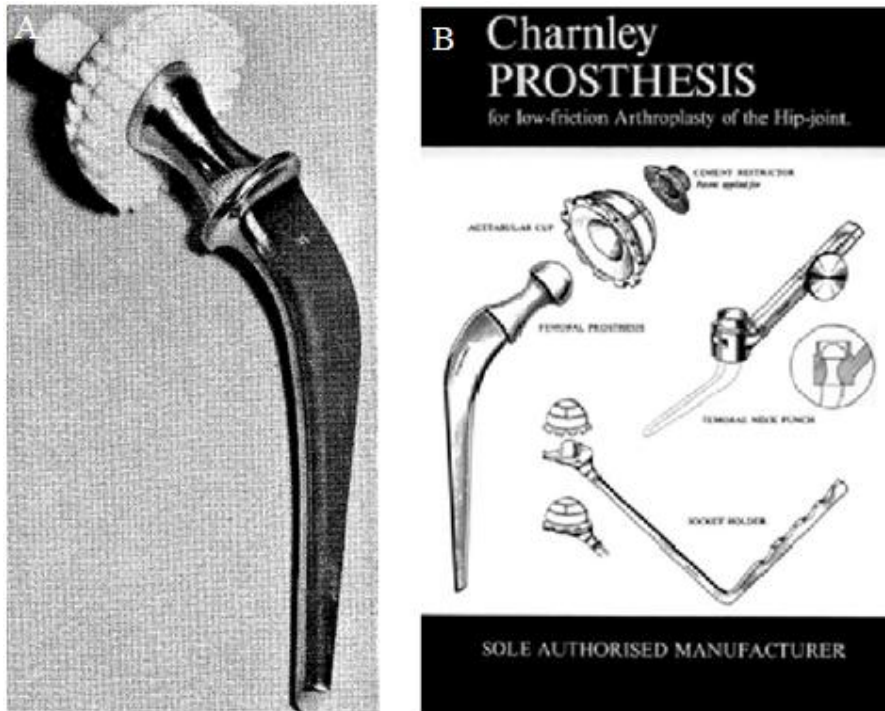 A
B
Charnley
PROSTHESIS
for low-friction Arthroplasty of the Hip-joint.
CEMENT RESTRICTOR
Patent applied for
ACETABULAR CUP
FEMORAL PROSTHESIS
FEMORAL NECK PUNCH
SOCKET HOLDER
SOLE AUTHORISED MANUFACTURER